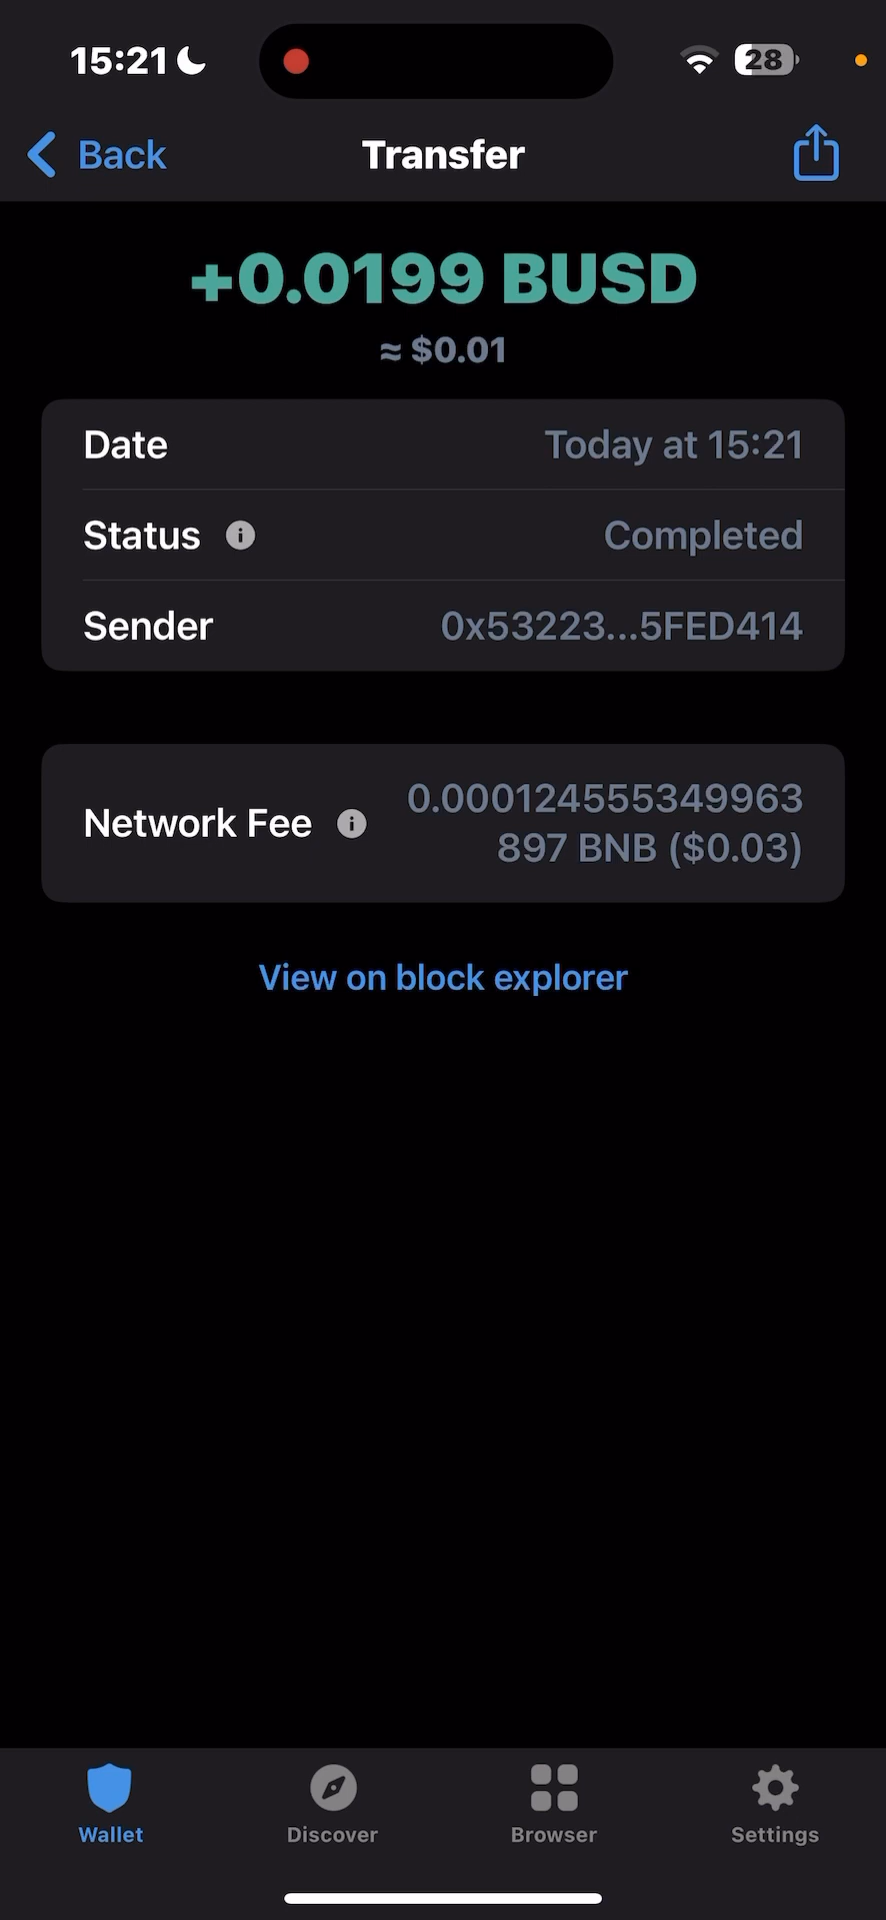 15:21
28
Back
Transfer
+0.0199 BUSD
≈ $0.01
Date
Today at 15:21
Status
Completed
Sender
0x53223...5FED414
Network Fee
0.000124555349963
897 BNB ($0.03)
View on block explorer
Wallet
Discover
Browser
Settings